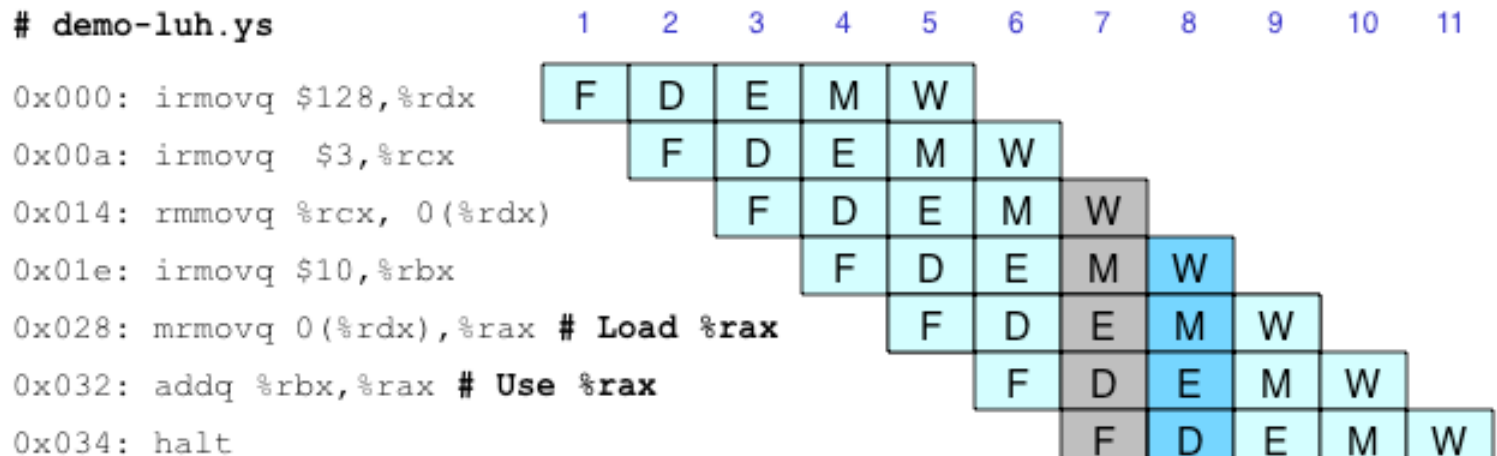 # demo-luh.ys 1 2 3 4 5 6 7 8 9 10 11
0x000: irmovq $128,%rdx F D E M W
0x00a: irmovq  $3,%rcx F D E M W
0x014: rmmovq %rcx, 0(%rdx) F D E M W
0x01e: irmovq $10,%rbx F D E M W
0x028: mrmovq 0(%rdx),%rax # Load %rax F D E M W
0x032: addq %rbx,%rax # Use %rax F D E M W
0x034: halt F D E M W